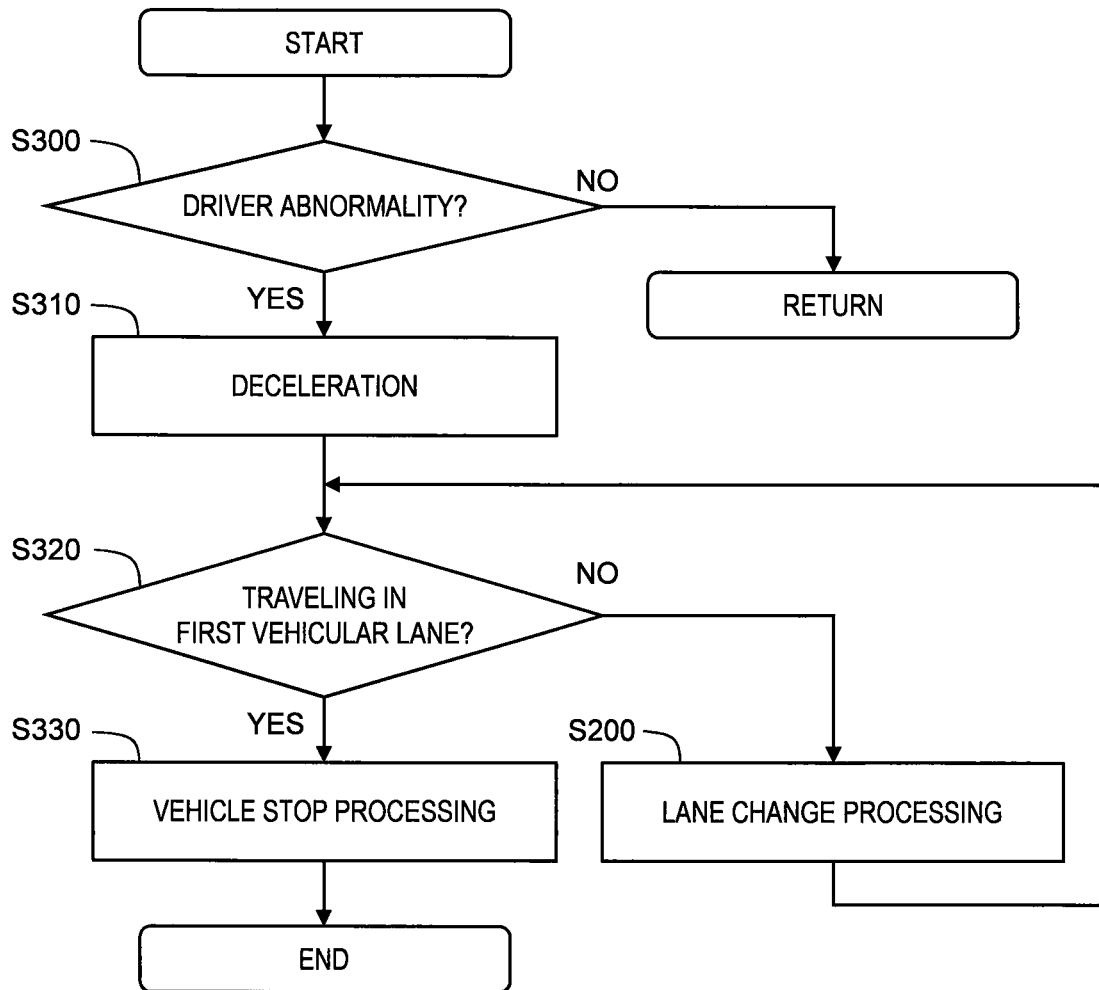 START
S300
DRIVER ABNORMALITY?
NO
YES
RETURN
S310
DECELERATION
S320
TRAVELING IN
FIRST VEHICULAR LANE?
NO
YES
S330
VEHICLE STOP PROCESSING
S200
LANE CHANGE PROCESSING
END